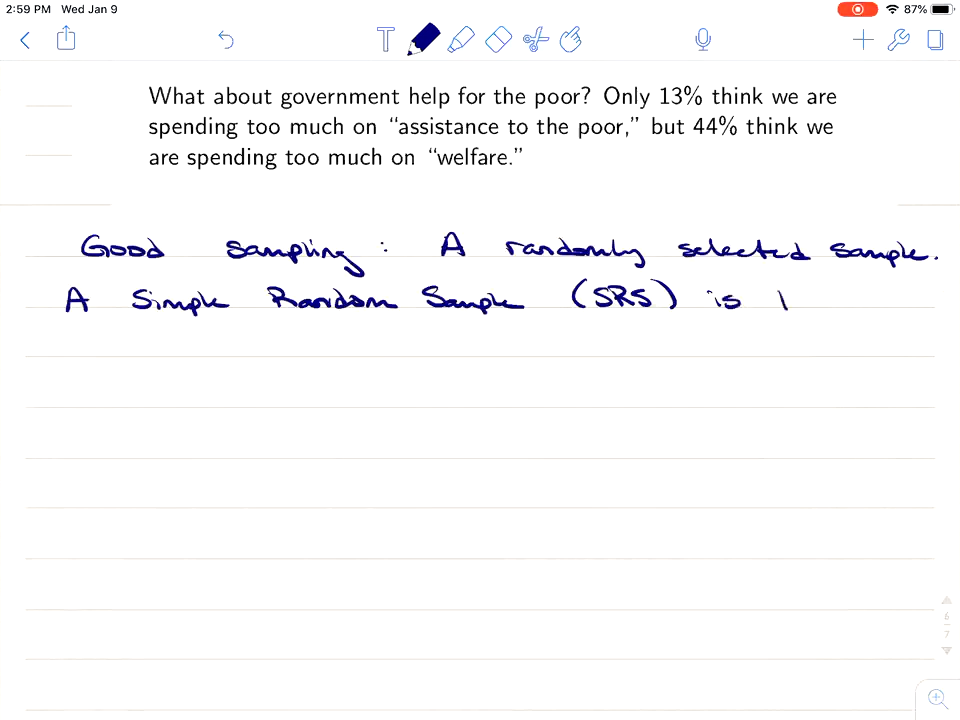 2:59 PM Wed Jan 9 87%
T
What about government help for the poor? Only 13% think we are
spending too much on “assistance to the poor,” but 44% think we
are spending too much on “welfare.”
Good sampling: A randomly selected sample.
A Simple Random Sample (SRS) is
6
7